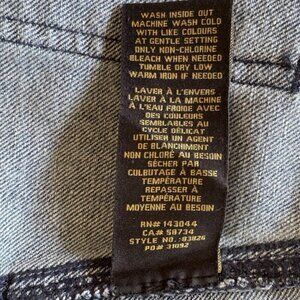 WASH INSIDE OUT
MACHINE WASH COLD
WITH LIKE COLOURS
AT GENTLE SETTING
ONLY NON-CHLORINE
BLEACH WHEN NEEDED
TUMBLE DRY LOW
WARM IRON IF NEEDED
LAVER À L'ENVERS
LAVER À LA MACHINE
À L'EAU FROIDE AVEC
DES COULEURS
SEMBLABLES AU
CYCLE DÉLICAT
UTILISER UN AGENT
DE BLANCHIMENT
NON CHLORÉ AU BESOIN
SÉCHER PAR
CULBUTAGE À BASSE
TEMPÉRATURE
REPASSER À
TEMPÉRATURE
MOYENNE AU BESOIN
RN# 143044
CA# 58734
STYLE NO.:93826
PO# 31092